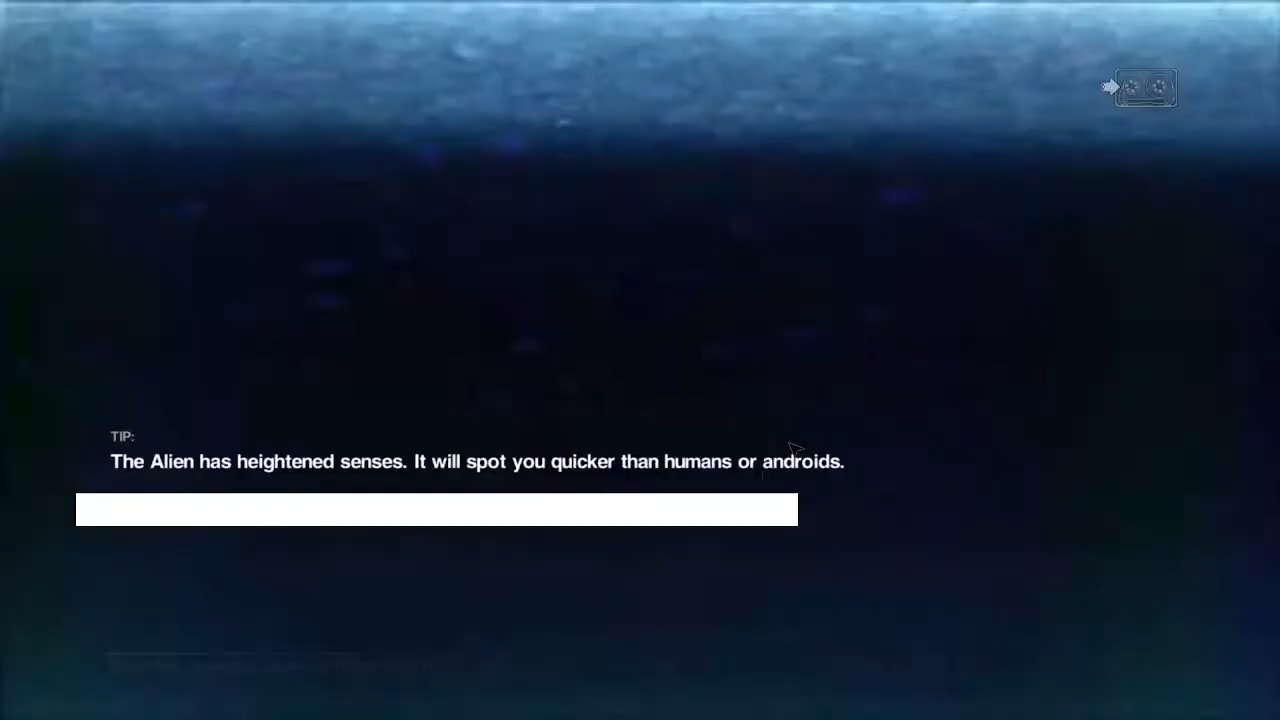 TIP:
The Alien has heightened senses. It will spot you quicker than humans or androids.